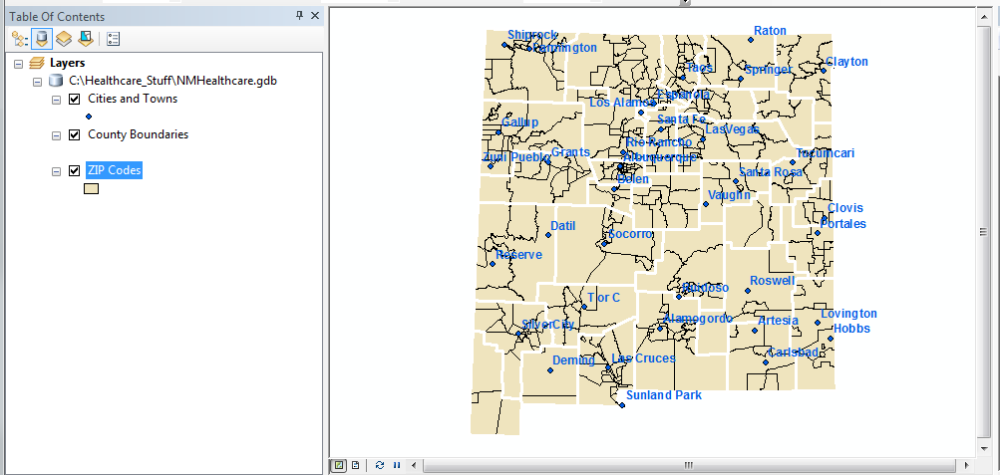 Table Of Contents
Layers
C:\Healthcare_Stuff\NMHealthcare.gdb
Cities and Towns
County Boundaries
ZIP Codes
Raton
Shiprock
Farmington
Clayton
Taos
Springer
Espanola
Los Alamos
Santa Fe
Gallup
LasVegas
Rio Rancho
Grants
Tucumcari
Zuni Pueblo
Albuquerque
Santa Rosa
Belen
Vaughn
Clovis
Portales
Datil
Socorro
Reserve
Roswell
Ruidoso
T or C
Lovington
Alamogordo
Artesia
SilverCity
Hobbs
Carlsbad
Las Cruces
Deming
Sunland Park